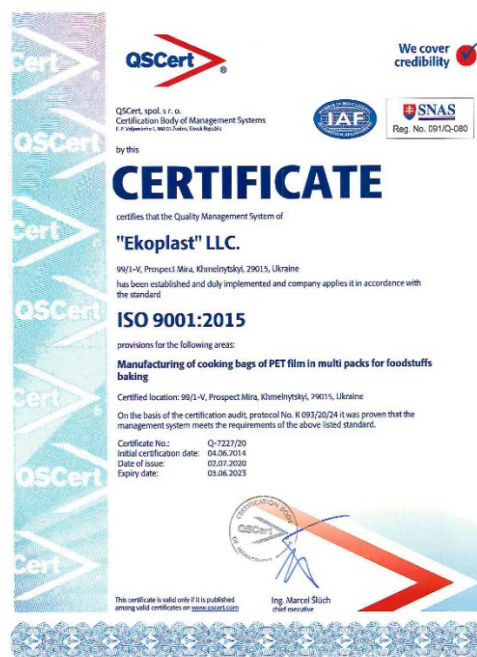 QSCert
®
We cover
credibility
QSCert, spol. s r. o.
Certification Body of Management Systems
IAF
SNAS
Reg. No. 091/Q-080
by this
CERTIFICATE
certifies that the Quality Management System of
"Ekoplast" LLC.
99/1-V, Prospect Mira, Khmelnytskyi, 29015, Ukraine
has been established and duly implemented and company applies it in accordance with
the standard
ISO 9001:2015
provisions for the following areas:
Manufacturing of cooking bags of PET film in multi packs for foodstuffs
baking
Certified location: 99/1-V, Prospect Mira, Khmelnytskyi, 29015, Ukraine
On the basis of the certification audit, protocol No. R 093/20/24 it was proven that the
management system meets the requirements of the above listed standard.
Certificate No.: Q-7227/20
Initial certification date: 04.06.2014
Date of issue: 02.07.2020
Expiry date: 03.06.2023
CERTIFICATION BODY
QSCert
This certificate is valid only if it is published
among valid certificates on www.qscert.com
Ing. Marcel Šlúch
chief executive